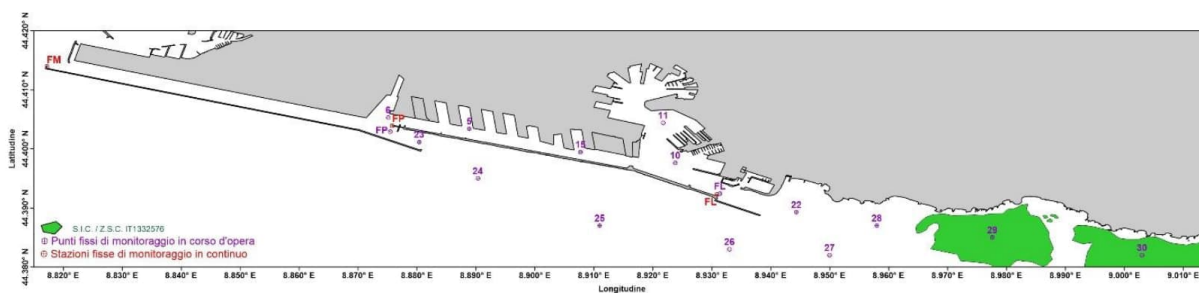 44.420° N
44.410° N
44.400° N
44.390° N
44.380° N
Latitudine
FM
6
FP
FP
23
5
24
15
11
10
FL
FL
25
26
22
27
28
29
30
S.I.C. / Z.S.C. IT1332576
Punti fissi di monitoraggio in corso d'opera
Stazioni fisse di monitoraggio in continuo
8.820° E 8.830° E 8.840° E 8.850° E 8.860° E 8.870° E 8.880° E 8.890° E 8.900° E 8.910° E 8.920° E 8.930° E 8.940° E 8.950° E 8.960° E 8.970° E 8.980° E 8.990° E 9.000° E 9.010° E
Longitudine